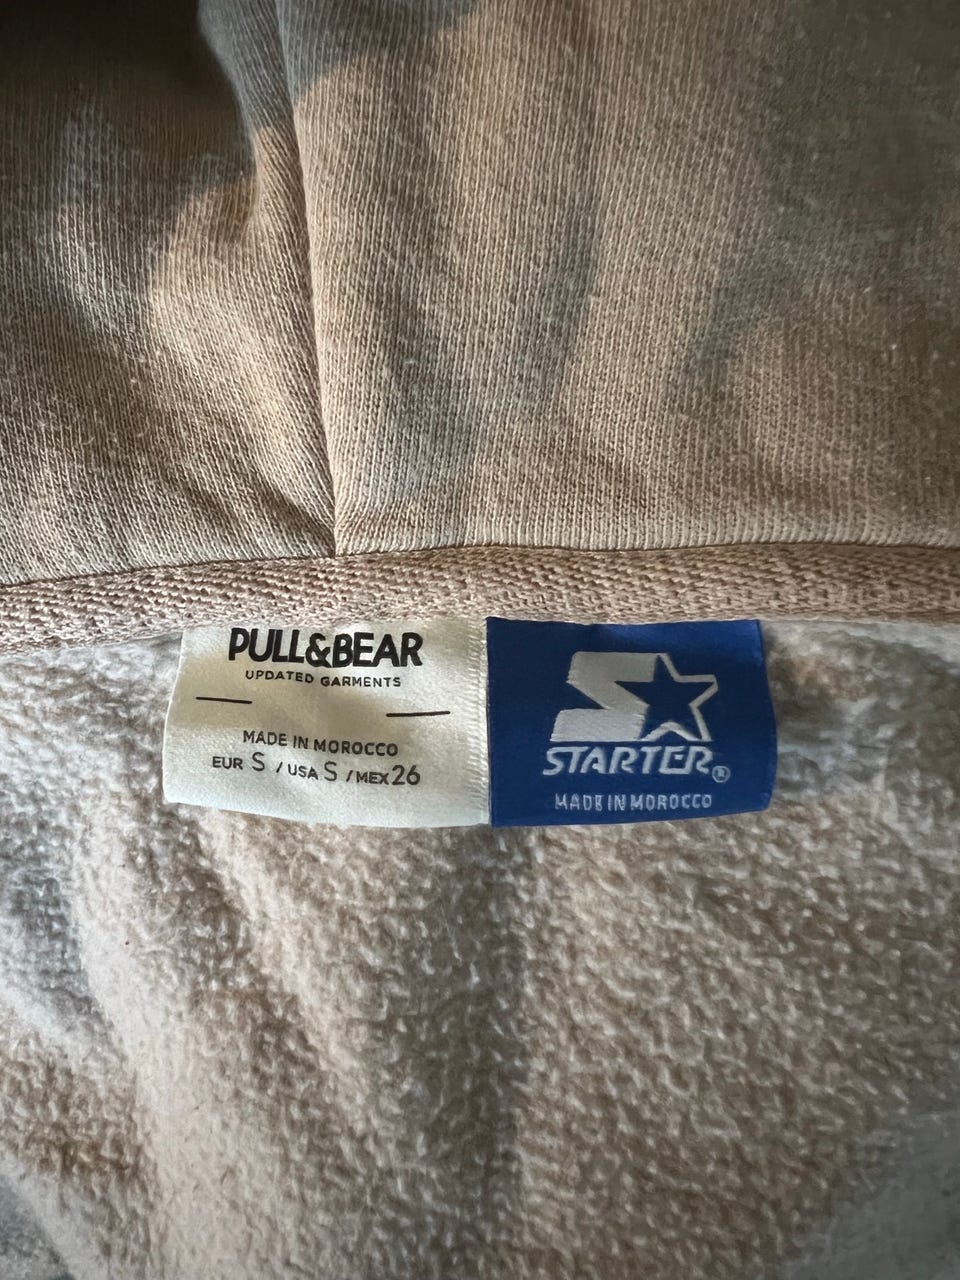 PULL&BEAR
UPDATED GARMENTS
MADE IN MOROCCO
EUR S / USA S / MEX 26
STARTER®
MADE IN MOROCCO